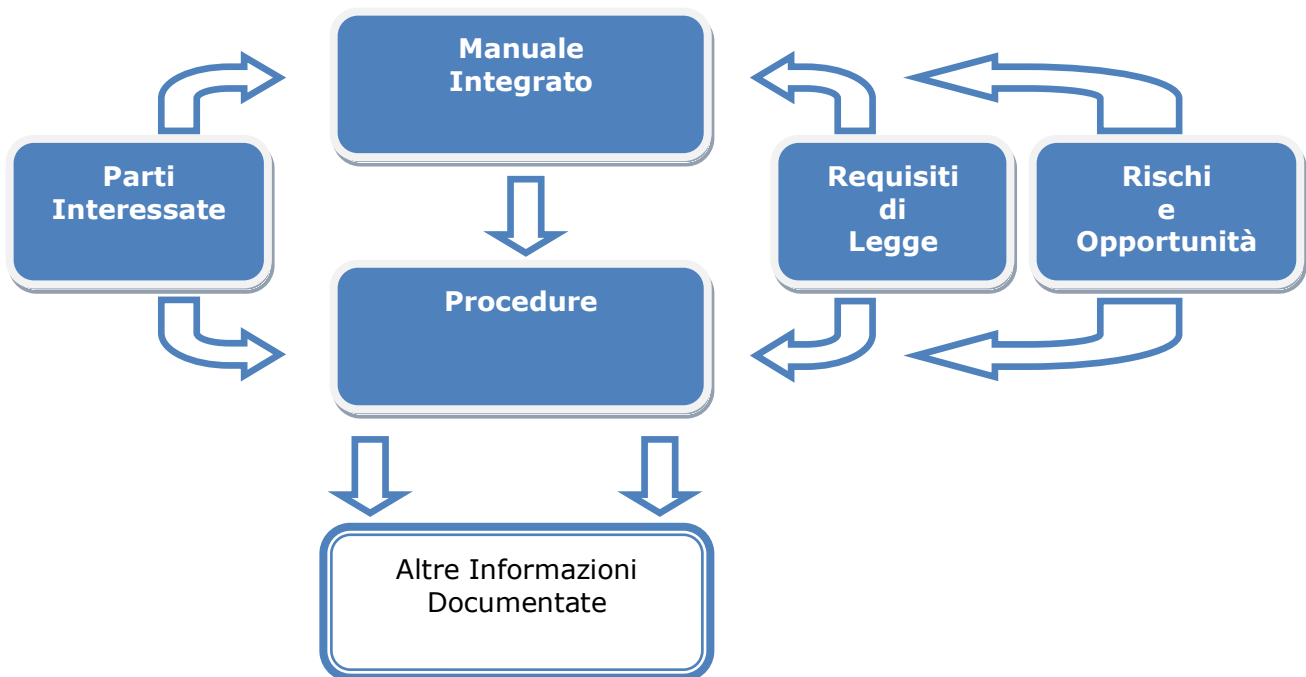 Manuale
Integrato
Parti
Interessate
Requisiti
di
Legge
Rischi
e
Opportunità
Procedure
Altre Informazioni
Documentate